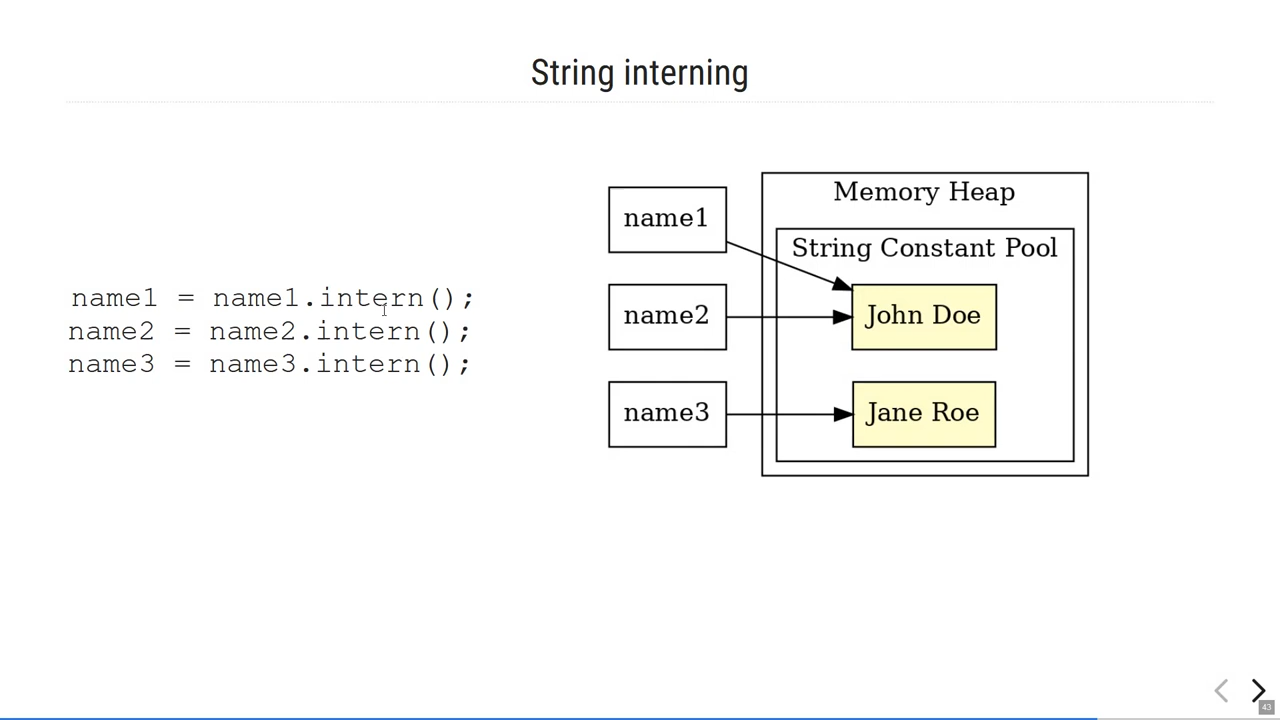 String interning
name1 = name1.intern();
name2 = name2.intern();
name3 = name3.intern();
name1
name2
name3
Memory Heap
String Constant Pool
John Doe
Jane Roe
43